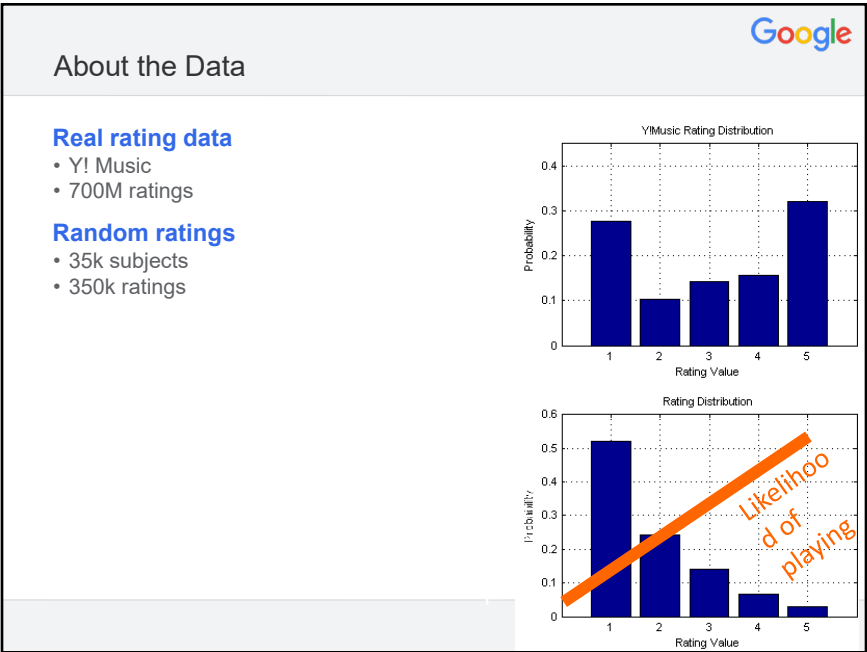 Google
About the Data
Real rating data
• Y! Music
• 700M ratings
Random ratings
• 35k subjects
• 350k ratings
Y!Music Rating Distribution
0.4
0.3
0.2
0.1
0
Probability
1 2 3 4 5
Rating Value
Rating Distribution
0.6
0.5
0.4
0.3
0.2
0.1
0
Probability
Likelihoo
d of
playing
1 2 3 4 5
Rating Value